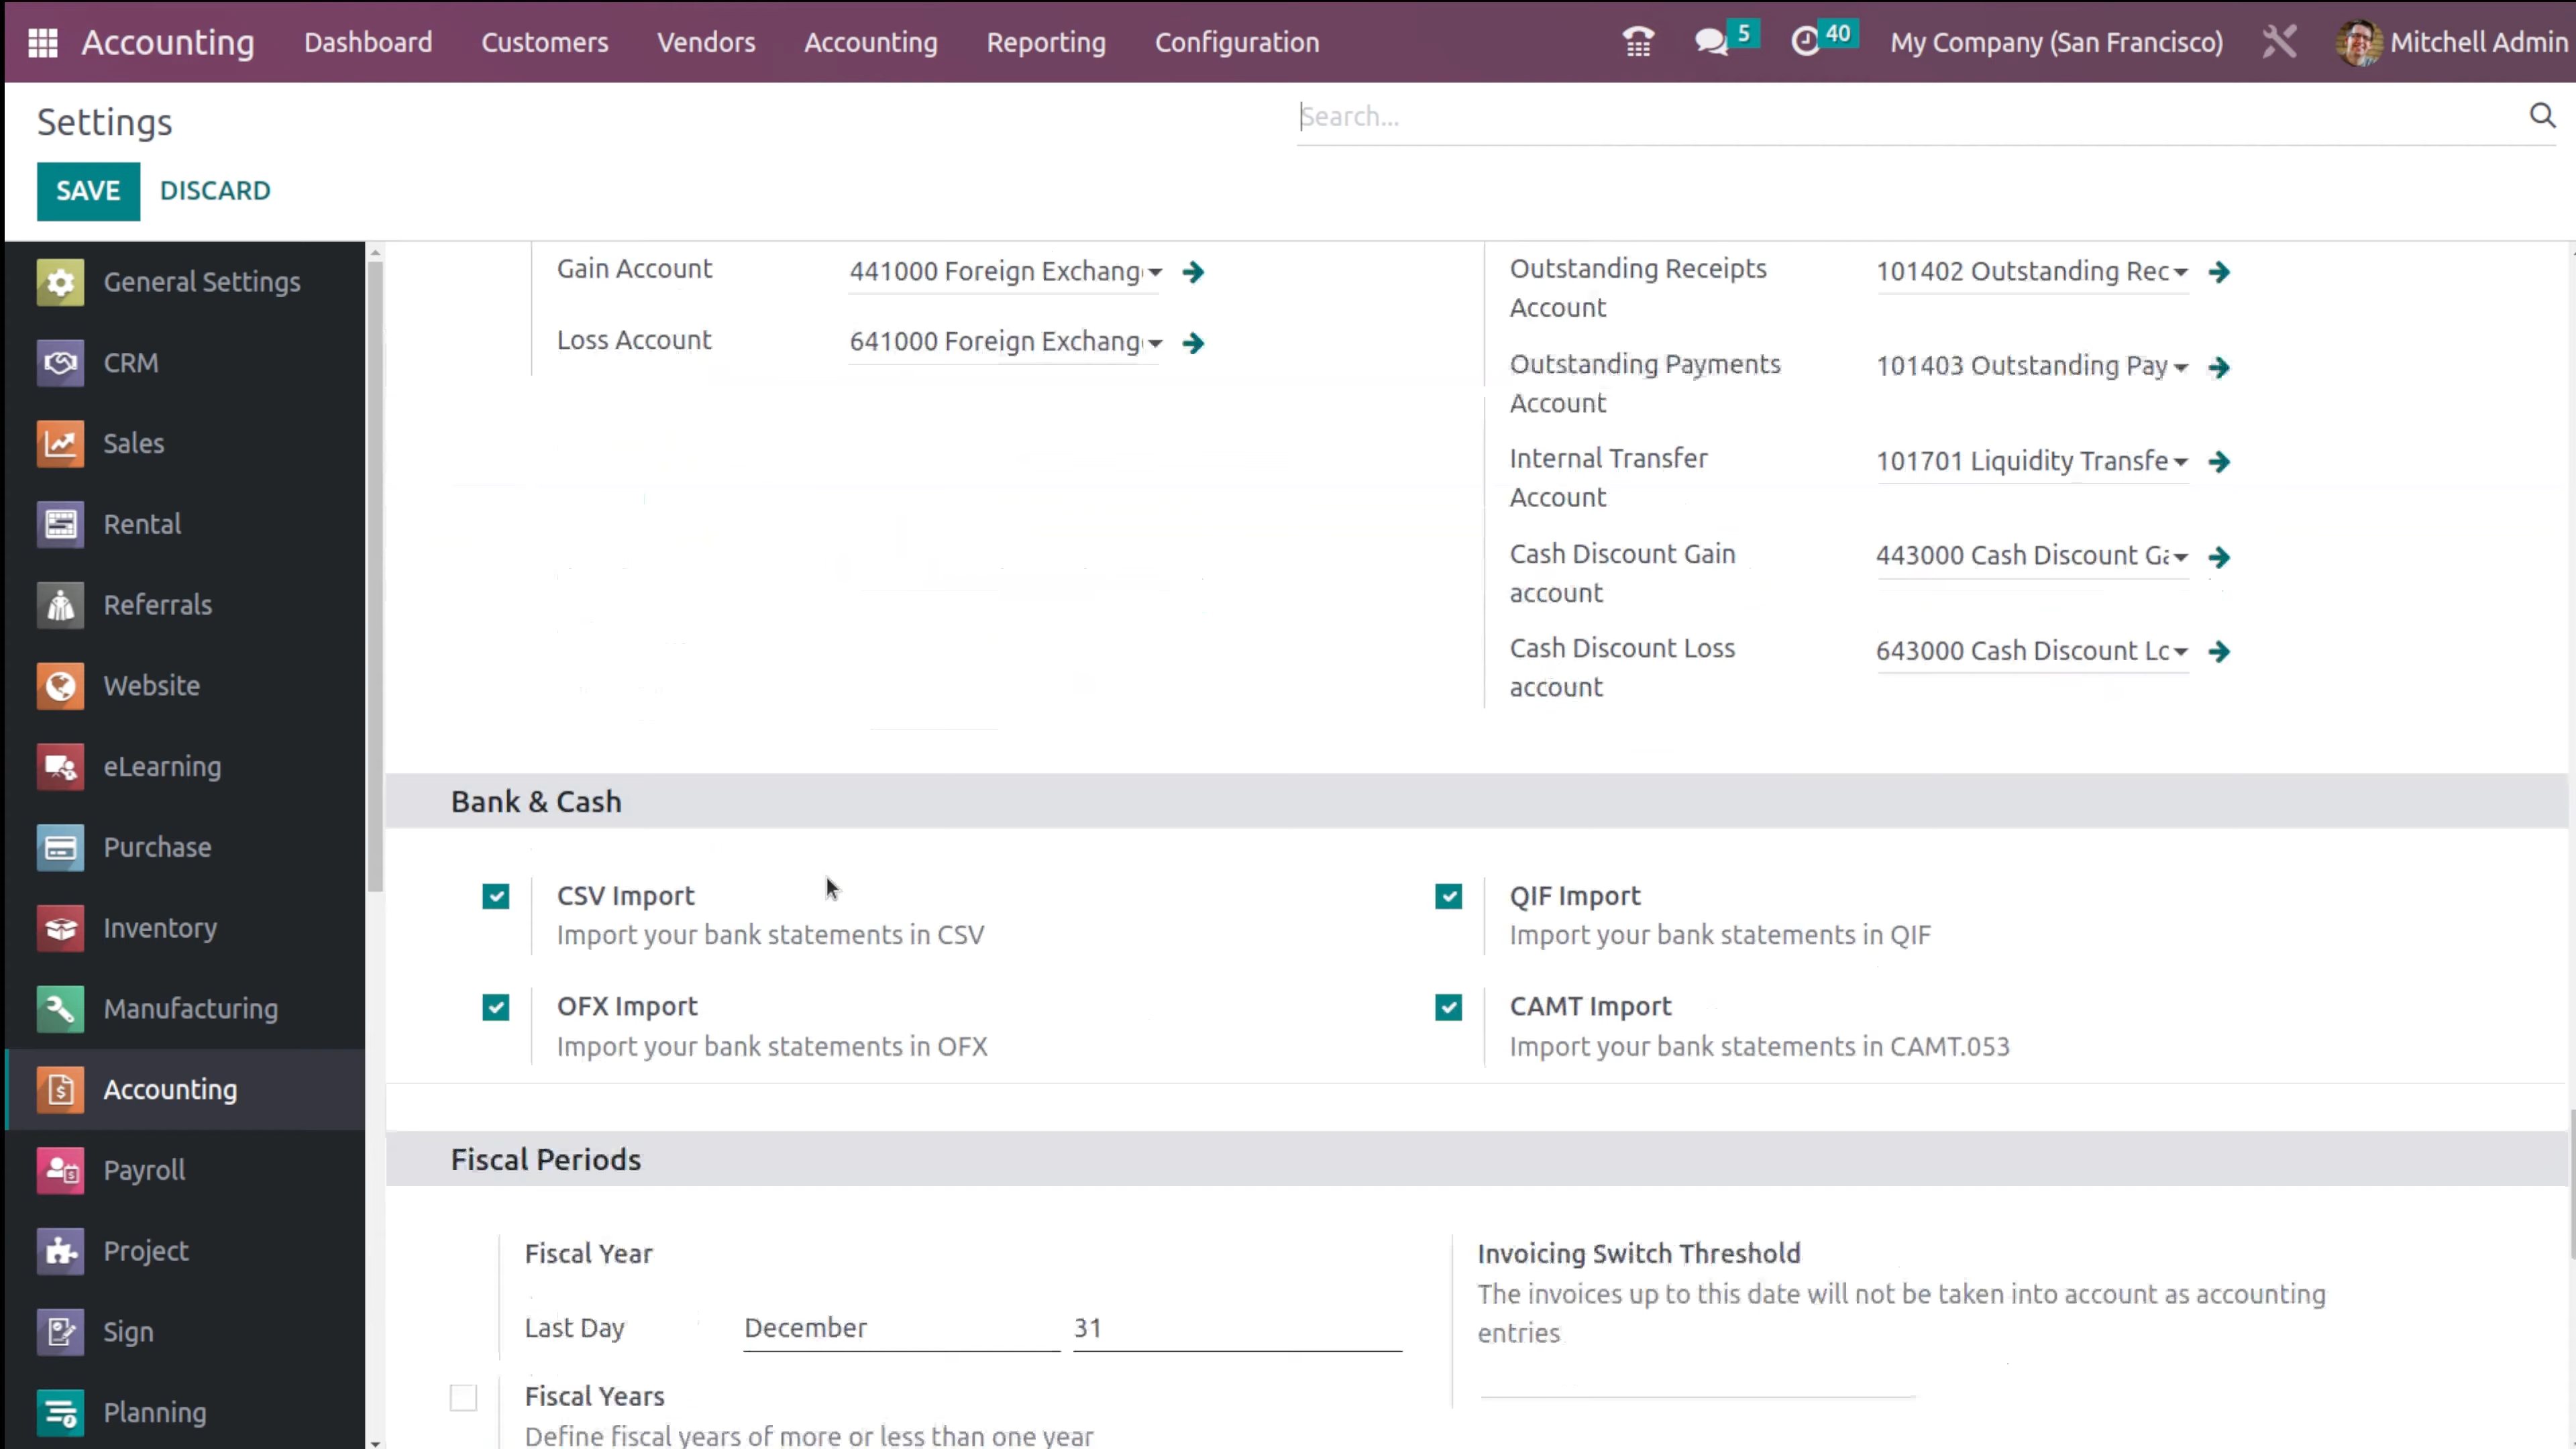 Accounting Dashboard Customers Vendors Accounting Reporting Configuration 5 40 My Company (San Francisco) Mitchell Admin
Settings
Search...
SAVE DISCARD
General Settings
CRM
Sales
Rental
Referrals
Website
eLearning
Purchase
Inventory
Manufacturing
Accounting
Payroll
Project
Sign
Planning
Gain Account 441000 Foreign Exchang
Loss Account 641000 Foreign Exchang
Outstanding Receipts
Account
101402 Outstanding Rec
Outstanding Payments
Account
101403 Outstanding Pay
Internal Transfer
Account
101701 Liquidity Transfe
Cash Discount Gain
account
443000 Cash Discount Ga
Cash Discount Loss
account
643000 Cash Discount Lo
Bank & Cash
CSV Import
Import your bank statements in CSV
QIF Import
Import your bank statements in QIF
OFX Import
Import your bank statements in OFX
CAMT Import
Import your bank statements in CAMT.053
Fiscal Periods
Fiscal Year
Last Day December 31
Invoicing Switch Threshold
The invoices up to this date will not be taken into account as accounting
entries
Fiscal Years
Define fiscal years of more or less than one year